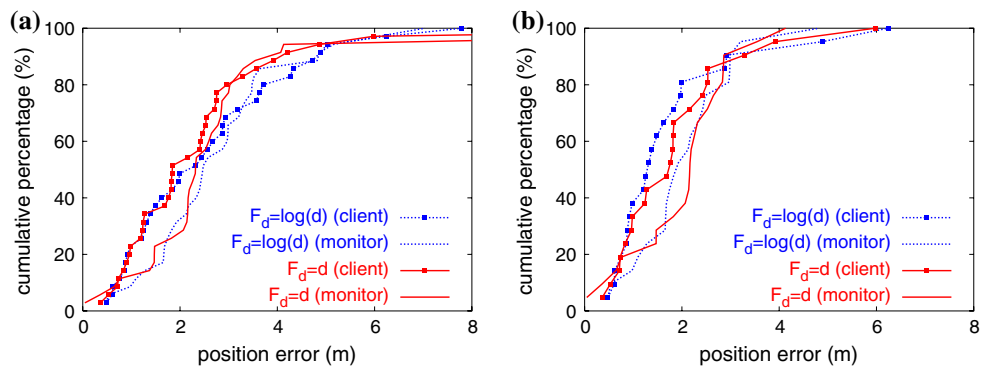 (a)
cumulative percentage (%)
100
80
60
40
20
0
F_d=log(d) (client)
F_d=log(d) (monitor)
F_d=d (client)
F_d=d (monitor)
0 2 4 6 8
position error (m)
(b)
cumulative percentage (%)
100
80
60
40
20
0
F_d=log(d) (client)
F_d=log(d) (monitor)
F_d=d (client)
F_d=d (monitor)
0 2 4 6 8
position error (m)